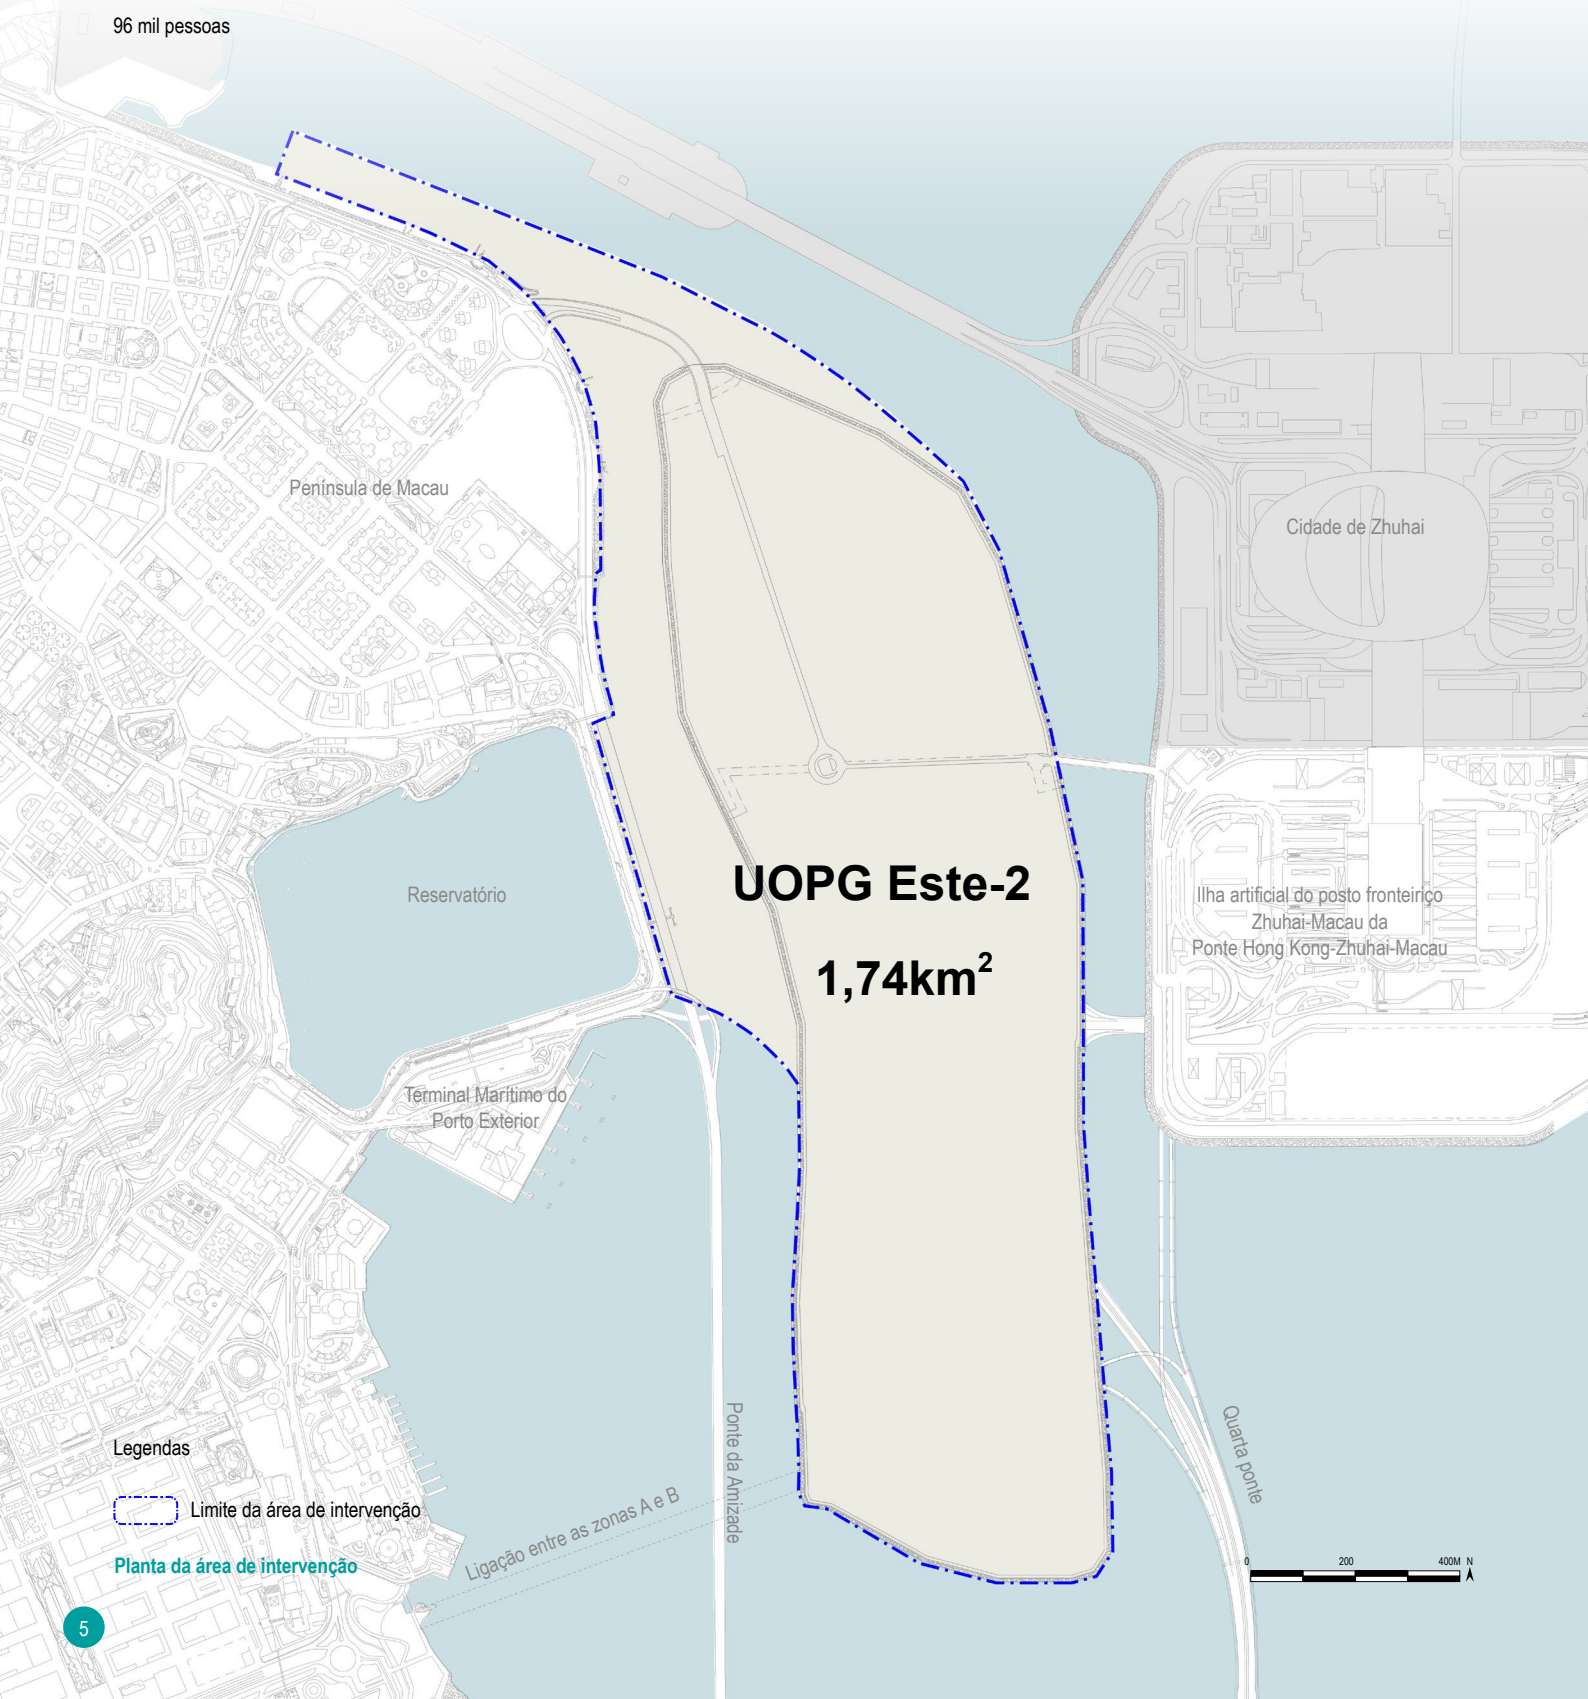 96 mil pessoas
Península de Macau
Cidade de Zhuhai
UOPG Este-2
1,74km²
Reservatório
Ilha artificial do posto fronteiriço
Zhuhai-Macau da
Ponte Hong Kong-Zhuhai-Macau
Terminal Marítimo do
Porto Exterior
Ponte da Amizade
Quarta ponte
Ligação entre as zonas A e B
Legendas
Limite da área de intervenção
Planta da área de intervenção
0 200 400M N
5